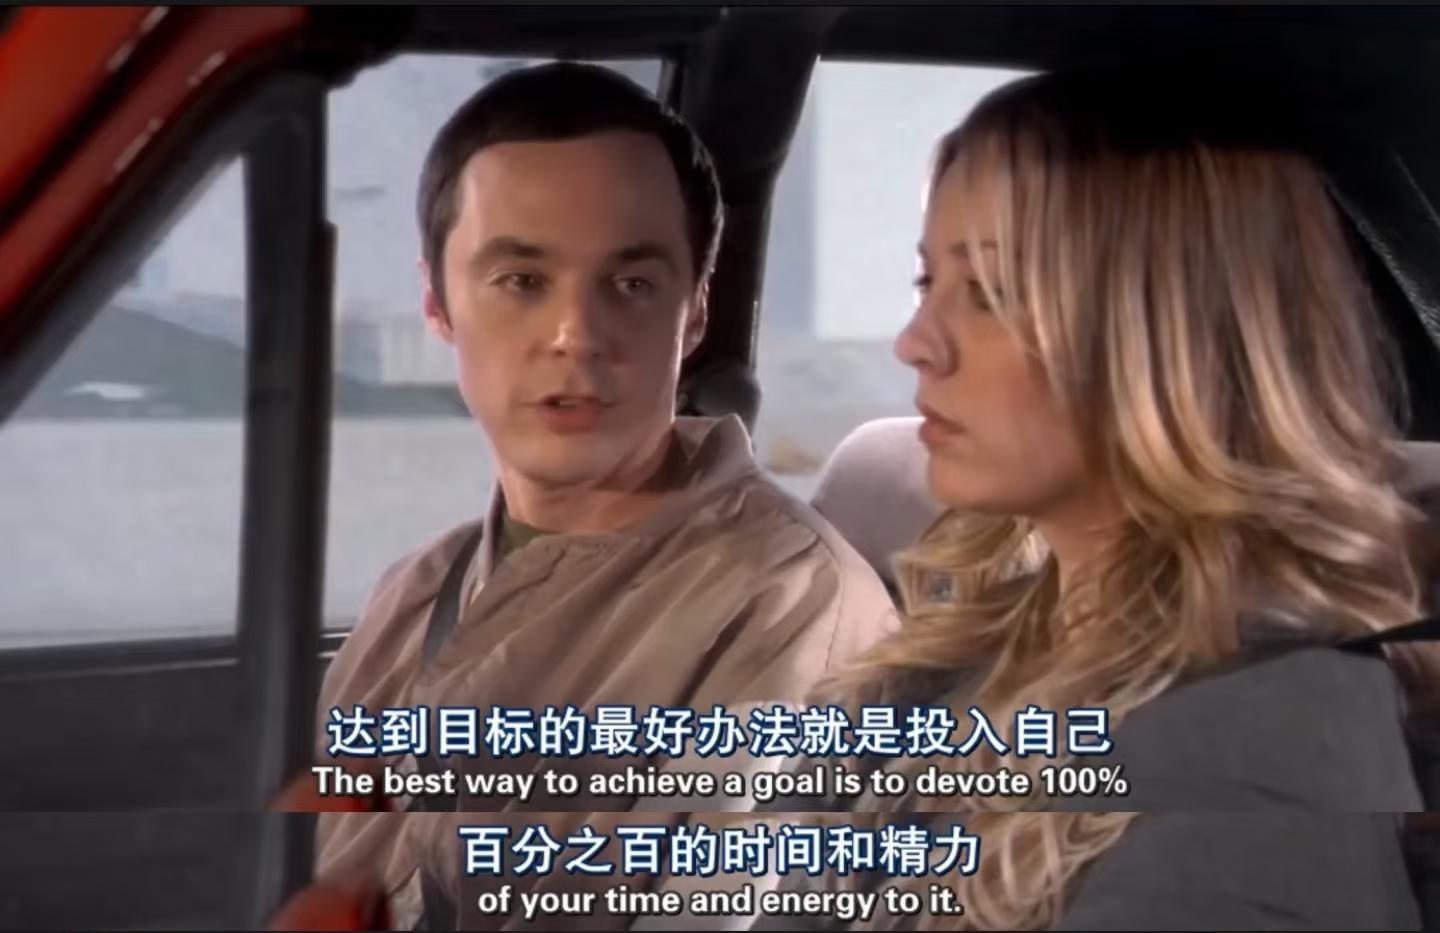 达到目标的最好办法就是投入自己
The best way to achieve a goal is to devote 100%
百分之百的时间和精力
of your time and energy to it.